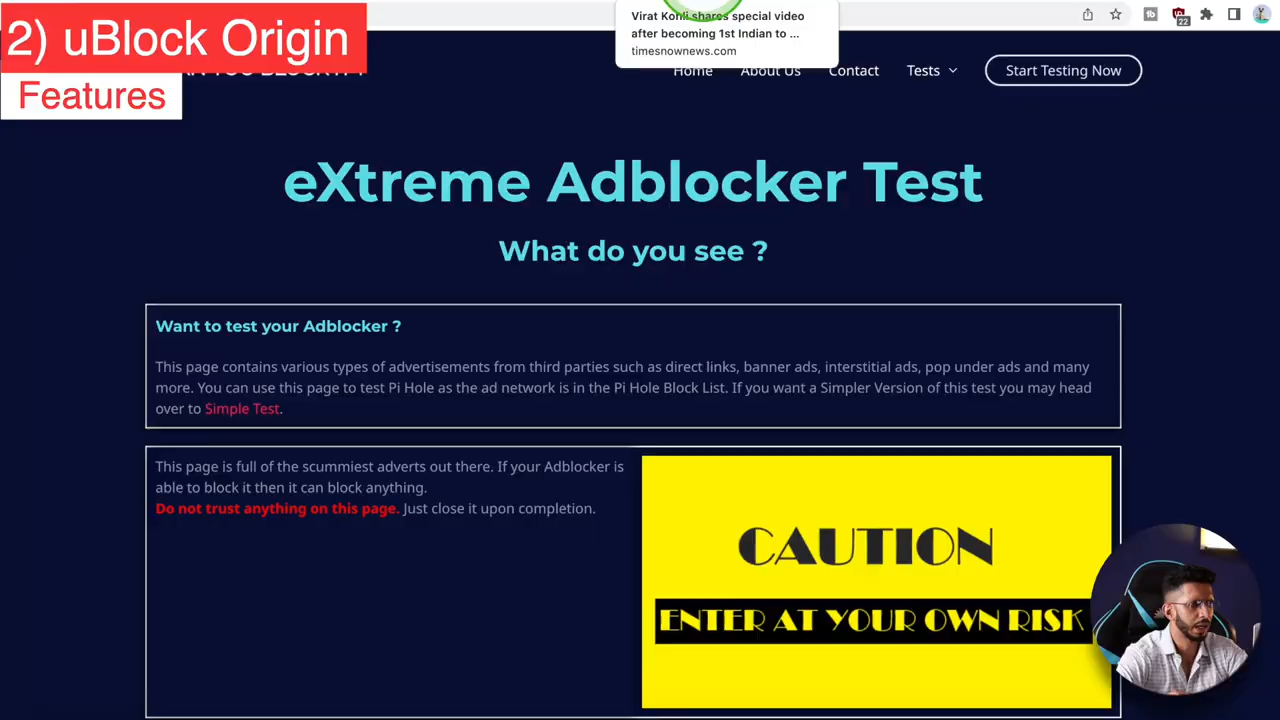 2) uBlock Origin
Features
Virat Kohli shares special video
after becoming 1st Indian to ...
timesnownews.com
22
Home
About Us
Contact
Tests
Start Testing Now
eXtreme Adblocker Test
What do you see ?
Want to test your Adblocker ?
This page contains various types of advertisements from third parties such as direct links, banner ads, interstitial ads, pop under ads and many
more. You can use this page to test Pi Hole as the ad network is in the Pi Hole Block List. If you want a Simpler Version of this test you may head
over to Simple Test.
This page is full of the scummiest adverts out there. If your Adblocker is
able to block it then it can block anything.
Do not trust anything on this page. Just close it upon completion.
CAUTION
ENTER AT YOUR OWN RISK